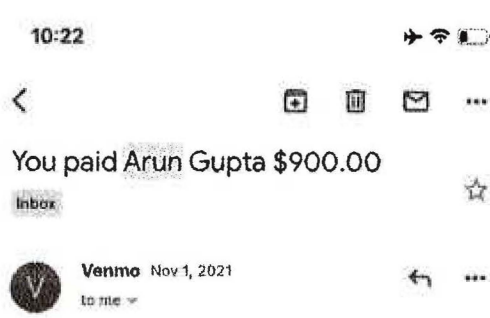 10:22
You paid Arun Gupta $900.00
Inbox
V
Venmo Nov 1, 2021
to me